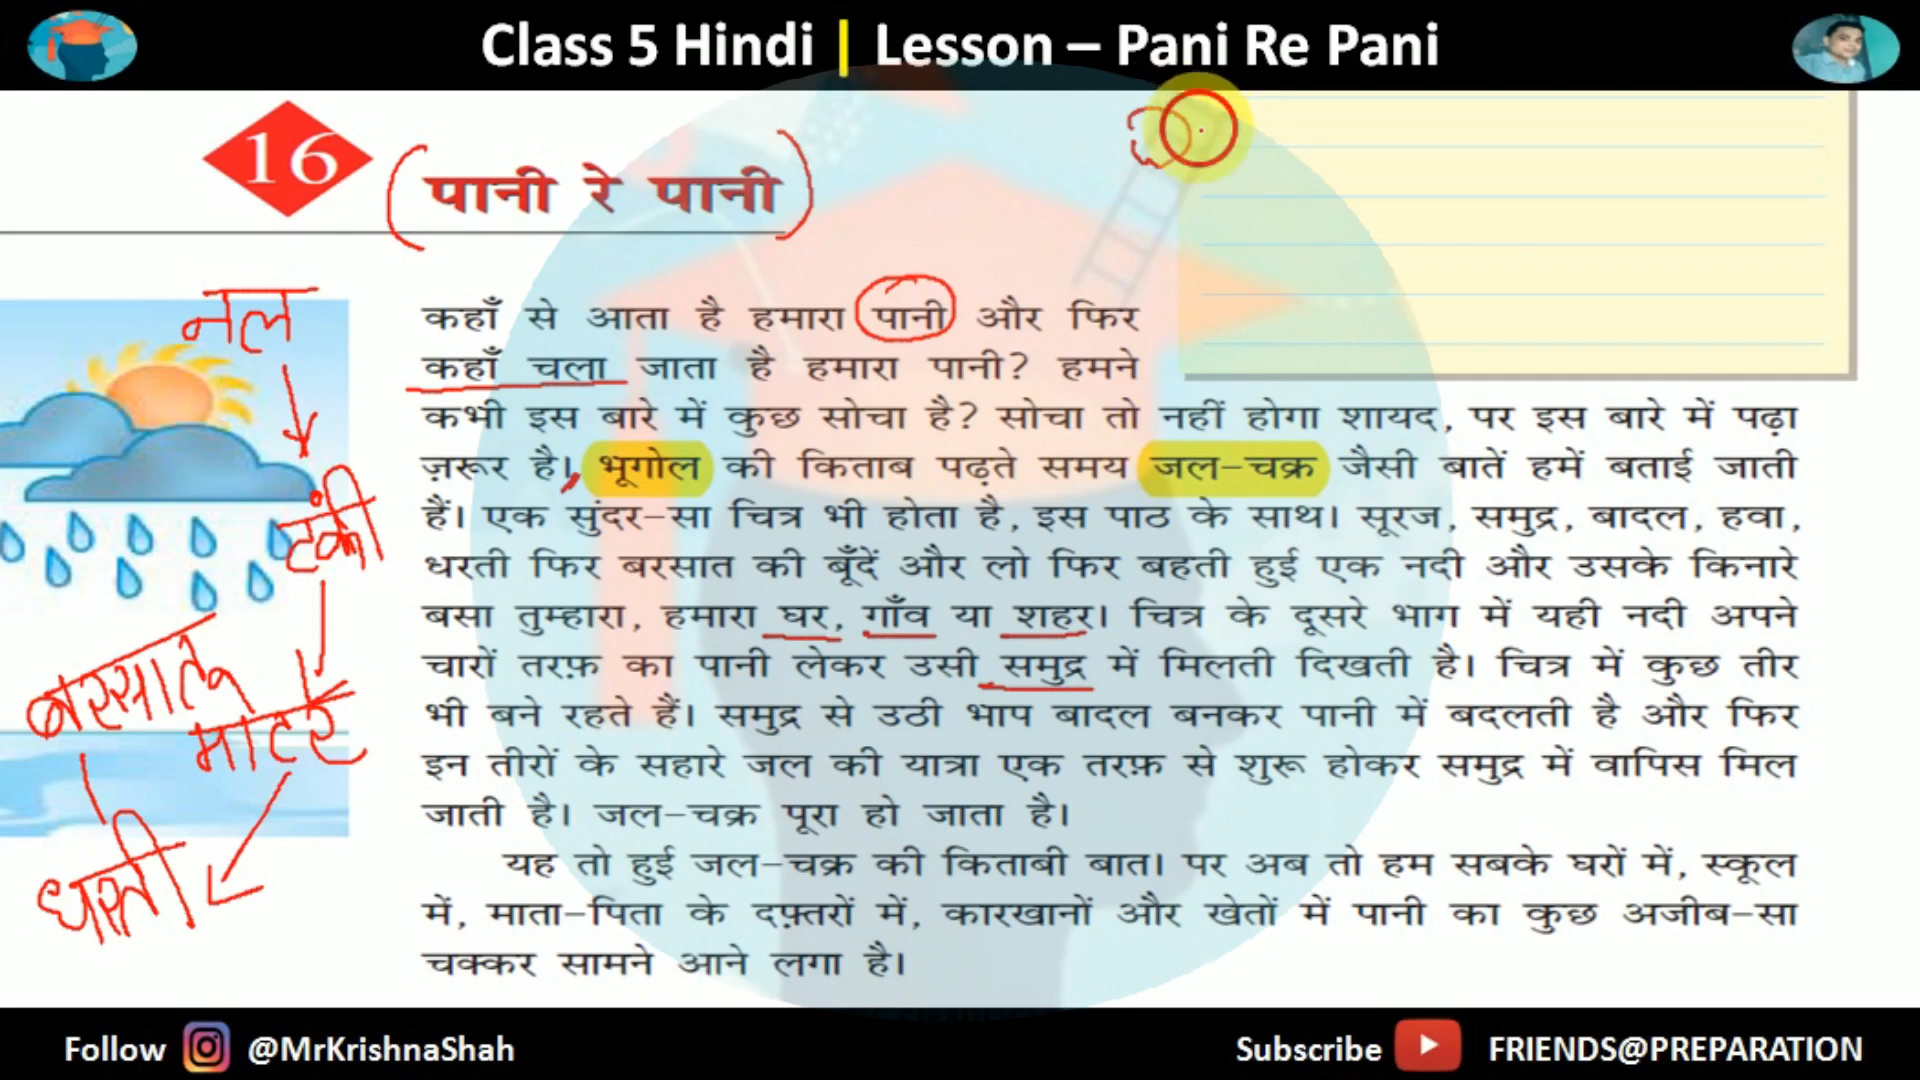 Class 5 Hindi | Lesson – Pani Re Pani
16
पानी रे पानी
कहाँ से आता है हमारा पानी और फिर
कहाँ चला जाता है हमारा पानी? हमने
कभी इस बारे में कुछ सोचा है? सोचा तो नहीं होगा शायद, पर इस बारे में पढ़ा
ज़रूर है। भूगोल की किताब पढ़ते समय जल-चक्र जैसी बातें हमें बताई जाती
हैं। एक सुंदर-सा चित्र भी होता है, इस पाठ के साथ। सूरज, समुद्र, बादल, हवा,
धरती फिर बरसात की बूँदें और लो फिर बहती हुई एक नदी और उसके किनारे
बसा तुम्हारा, हमारा घर, गाँव या शहर। चित्र के दूसरे भाग में यही नदी अपने
चारों तरफ़ का पानी लेकर उसी समुद्र में मिलती दिखती है। चित्र में कुछ तीर
भी बने रहते हैं। समुद्र से उठी भाप बादल बनकर पानी में बदलती है और फिर
इन तीरों के सहारे जल की यात्रा एक तरफ़ से शुरू होकर समुद्र में वापिस मिल
जाती है। जल-चक्र पूरा हो जाता है।
यह तो हुई जल-चक्र की किताबी बात। पर अब तो हम सबके घरों में, स्कूल
में, माता-पिता के दफ़्तरों में, कारखानों और खेतों में पानी का कुछ अजीब-सा
चक्कर सामने आने लगा है।
नल
टंकी
बरसात
मोटर
धरती
Follow @MrKrishnaShah
Subscribe FRIENDS@PREPARATION